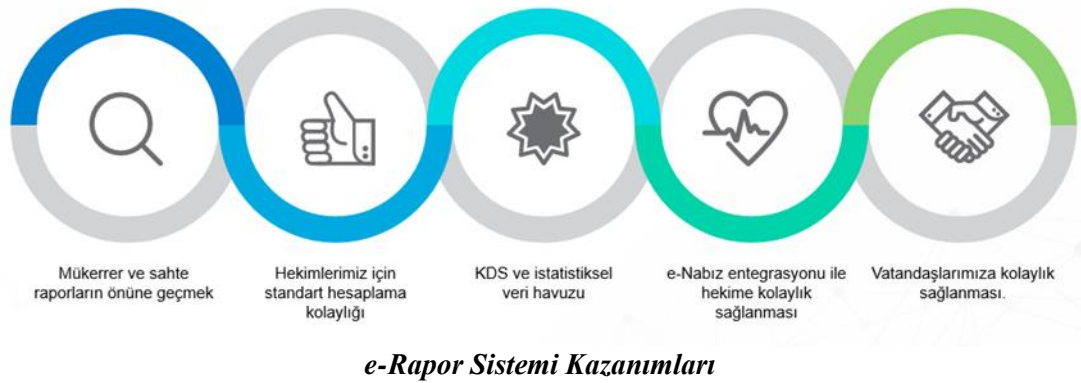 Mükerrer ve sahte
raporların önüne geçmek
Hekimlerimiz için
standart hesaplama
kolaylığı
KDS ve istatistiksel
veri havuzu
e-Nabız entegrasyonu ile
hekime kolaylık
sağlanması
Vatandaşlarımıza kolaylık
sağlanması.
e-Rapor Sistemi Kazanımları